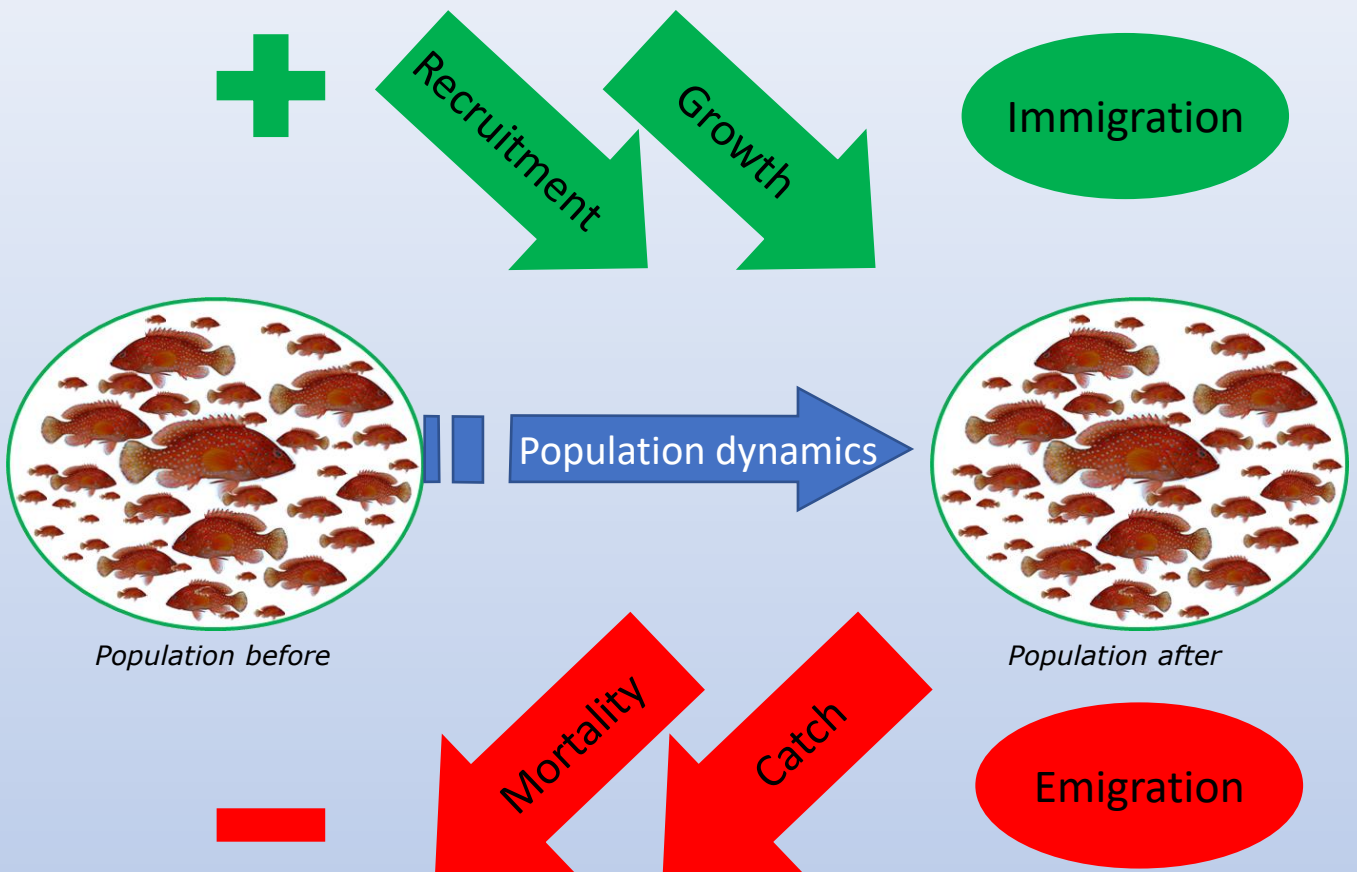 Recruitment
Growth
Immigration
Population dynamics
Population before
Population after
Mortality
Catch
Emigration